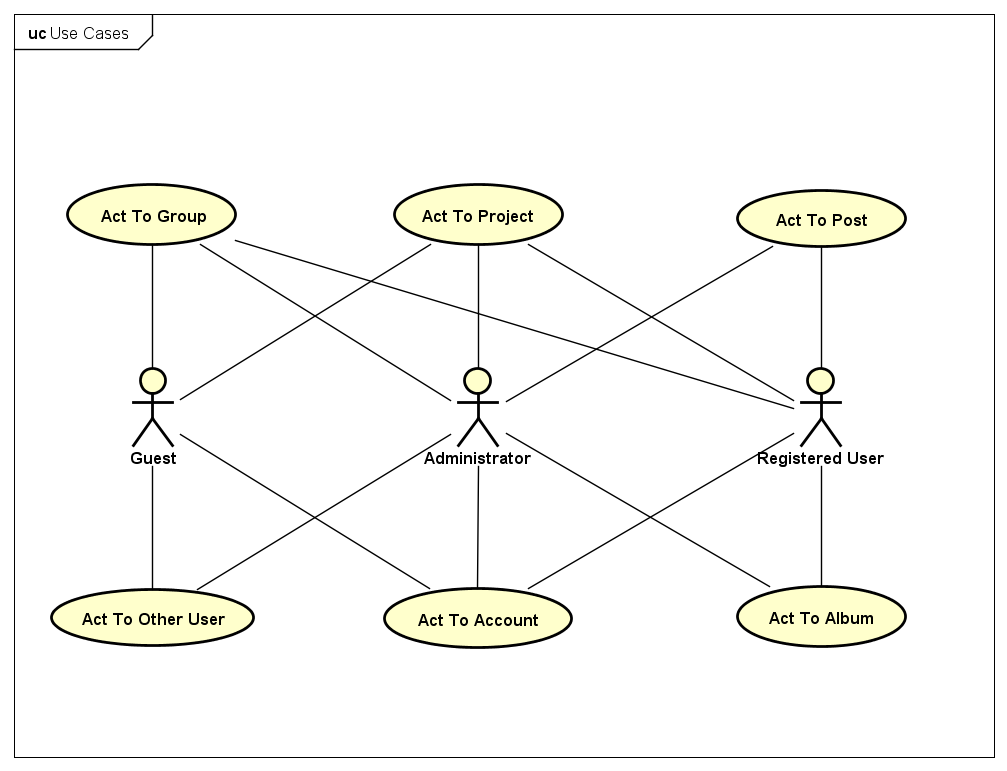 uc Use Cases
Act To Group
Act To Project
Act To Post
Guest
Administrator
Registered User
Act To Other User
Act To Account
Act To Album